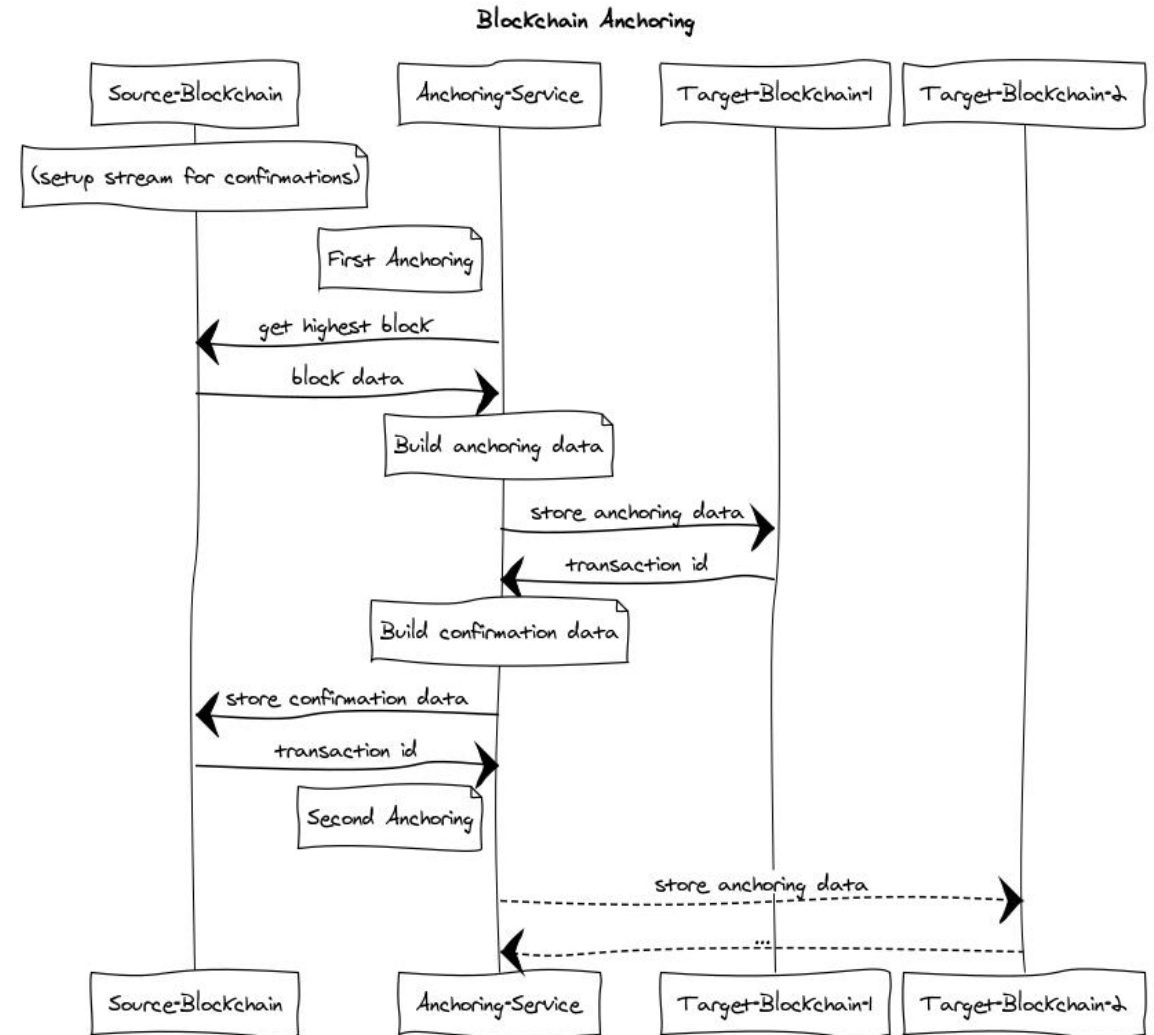 Blockchain Anchoring
Source-Blockchain
Anchoring-Service
Target-Blockchain-1
Target-Blockchain-2
(setup stream for confirmations)
First Anchoring
get highest block
block data
Build anchoring data
store anchoring data
transaction id
Build confirmation data
store confirmation data
transaction id
Second Anchoring
store anchoring data
...
Source-Blockchain
Anchoring-Service
Target-Blockchain-1
Target-Blockchain-2